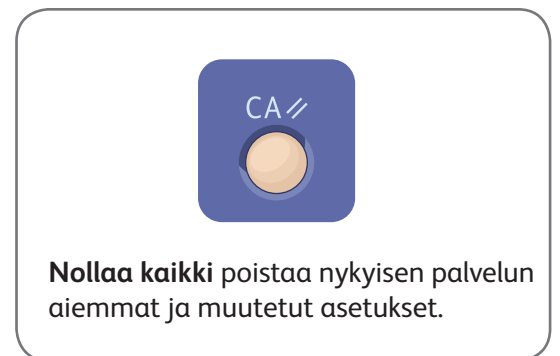 CA //
Nollaa kaikki poistaa nykyisen palvelun
aiemmat ja muutetut asetukset.